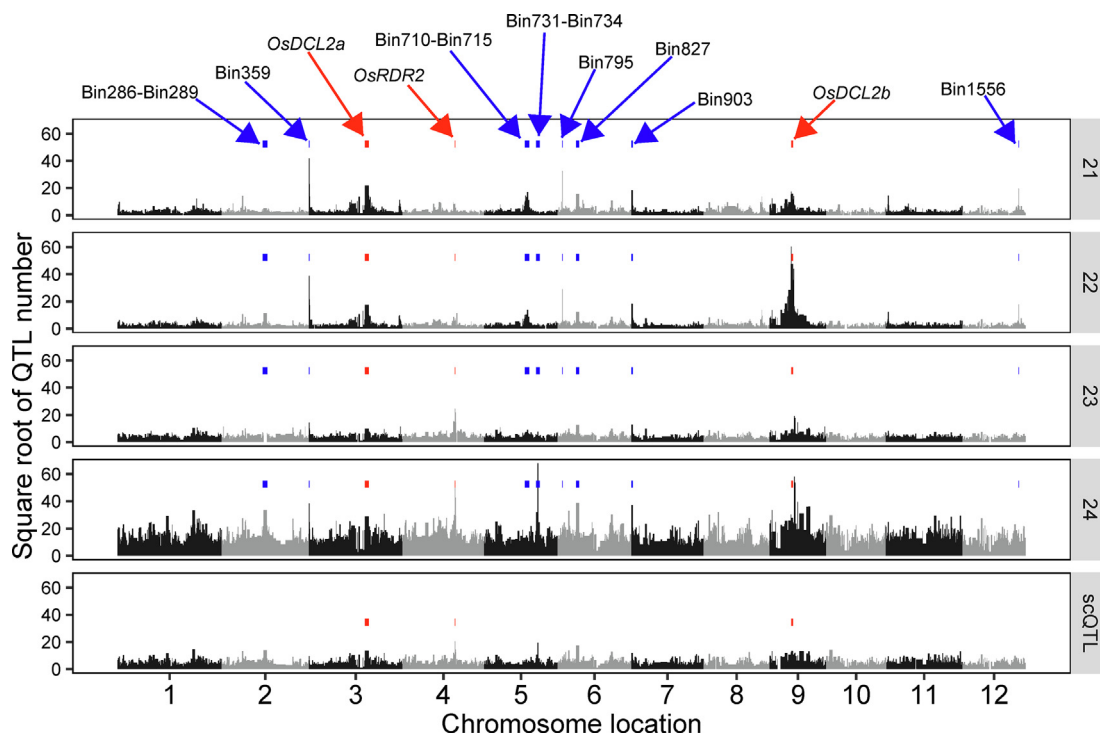 Bin731-Bin734
OsDCL2a
Bin710-Bin715
Bin827
Bin359
OsRDR2
Bin795
Bin286-Bin289
Bin903
OsDCL2b
Bin1556
Square root of QTL number
60
40
20
0
21
60
40
20
0
22
60
40
20
0
23
60
40
20
0
24
60
40
20
0
scQTL
1 2 3 4 5 6 7 8 9 10 11 12
Chromosome location